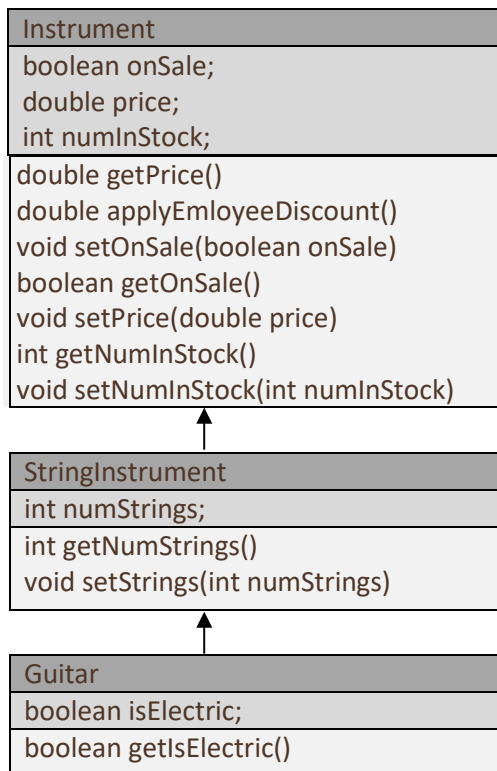 Instrument
boolean onSale;
double price;
int numInStock;
double getPrice()
double applyEmloyeeDiscount()
void setOnSale(boolean onSale)
boolean getOnSale()
void setPrice(double price)
int getNumInStock()
void setNumInStock(int numInStock)
StringInstrument
int numStrings;
int getNumStrings()
void setStrings(int numStrings)
Guitar
boolean isElectric;
boolean getIsElectric()